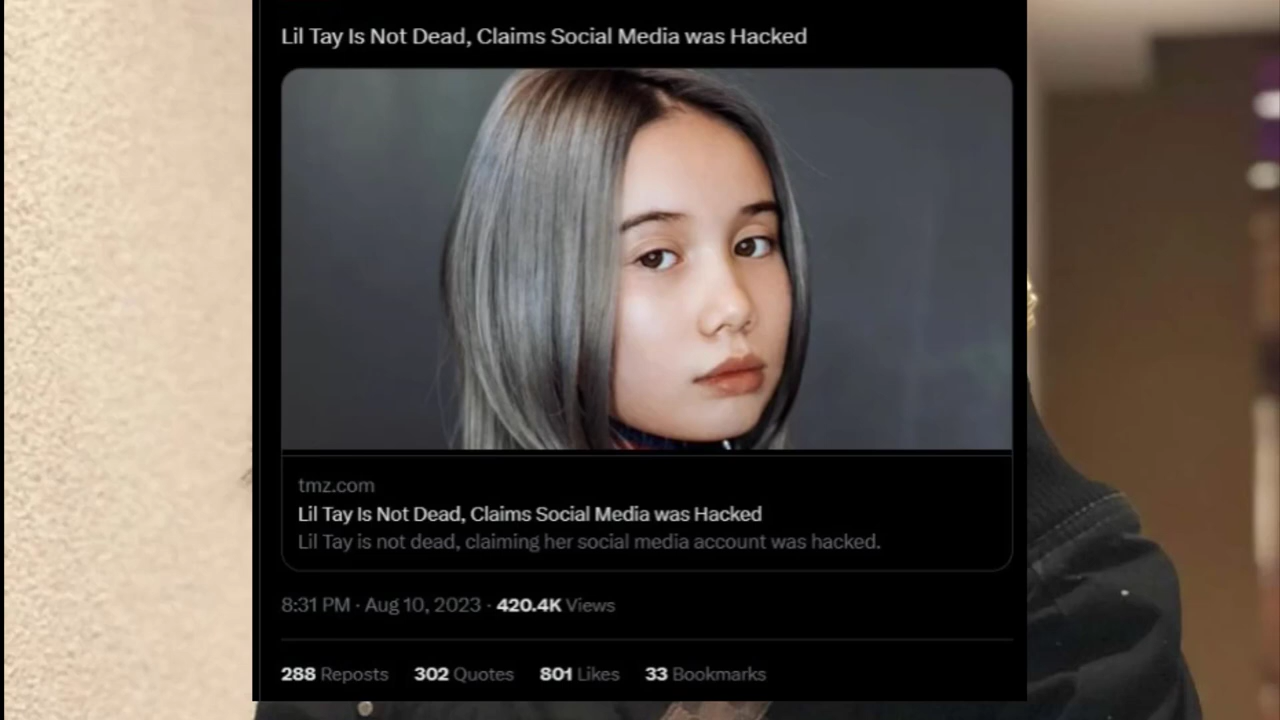 Lil Tay Is Not Dead, Claims Social Media was Hacked
tmz.com
Lil Tay Is Not Dead, Claims Social Media was Hacked
Lil Tay is not dead, claiming her social media account was hacked.
8:31 PM · Aug 10, 2023 · 420.4K Views
288 Reposts 302 Quotes 801 Likes 33 Bookmarks